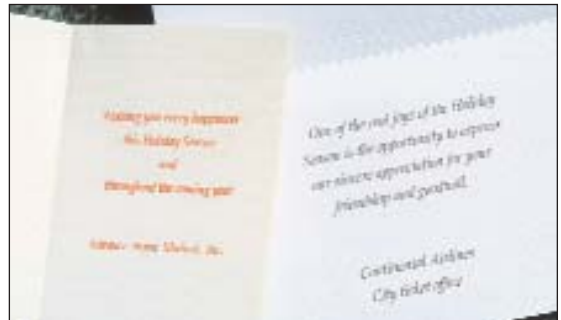 Wishing you every happiness
this Holiday Season
and
throughout the coming year
One of the real joys of the Holiday
Season is the opportunity to express
our sincere appreciation for your
friendship and goodwill.
Continental Airlines
City ticket office